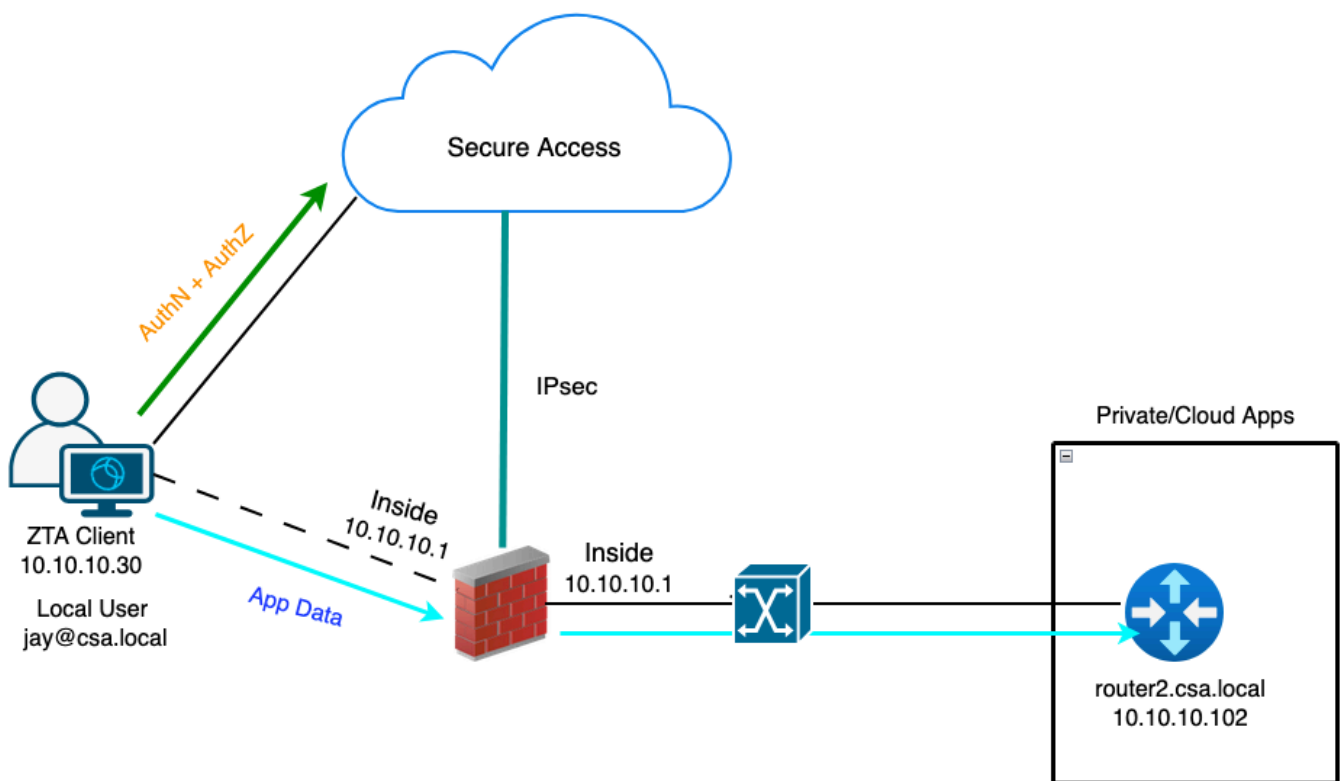 Secure Access
AuthN + AuthZ
IPsec
Private/Cloud Apps
Inside
10.10.10.1
Inside
10.10.10.1
ZTA Client
10.10.10.30
Local User
jay@csa.local
App Data
router2.csa.local
10.10.10.102